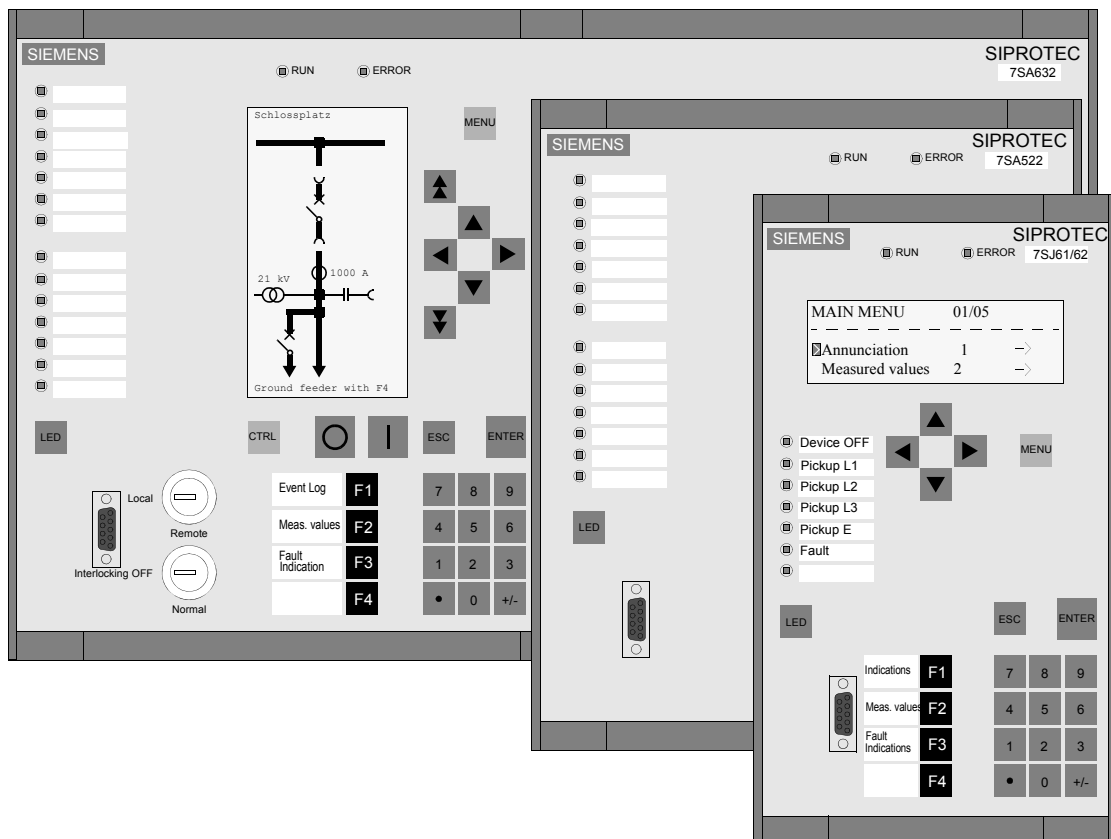 SIEMENS
RUN
ERROR
SIPROTEC
7SA632
Schlossplatz
21 kV
1000 A
Ground feeder with F4
MENU
LED
CTRL
ESC
ENTER
Local
Remote
Interlocking OFF
Normal
Event Log
F1
Meas. values
F2
Fault
Indication
F3
F4
7 8 9
4 5 6
1 2 3
• 0 +/-
SIEMENS
RUN
ERROR
SIPROTEC
7SA522
LED
SIEMENS
RUN
ERROR
SIPROTEC
7SJ61/62
MAIN MENU 01/05
Annunciation 1 –>
Measured values 2 –>
Device OFF
Pickup L1
Pickup L2
Pickup L3
Pickup E
Fault
MENU
LED
ESC
ENTER
Indications
F1
Meas. values
F2
Fault
Indications
F3
F4
7 8 9
4 5 6
1 2 3
• 0 +/-